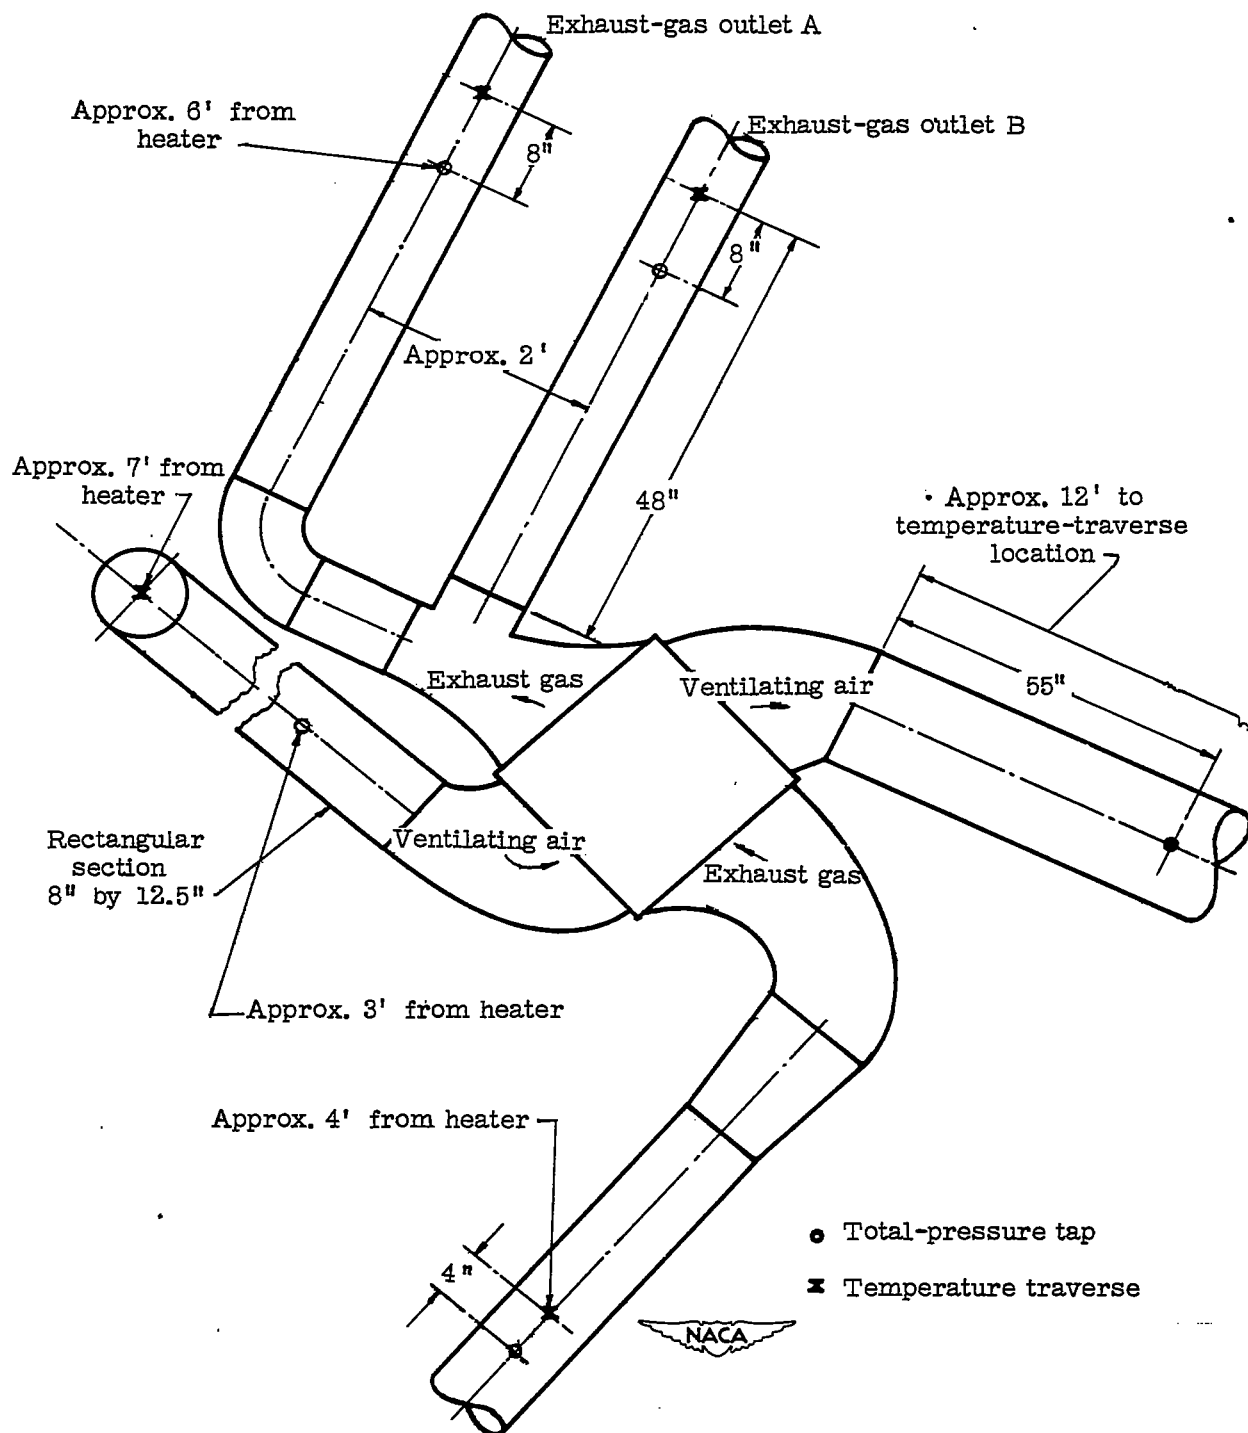 Exhaust-gas outlet A
Approx. 6' from
heater
8"
Exhaust-gas outlet B
8"
Approx. 2'
48"
Approx. 7' from
heater
Approx. 12' to
temperature-traverse
location
Exhaust gas
Ventilating air
55"
Rectangular
section
8" by 12.5"
Ventilating air
Exhaust gas
Approx. 3' from heater
Approx. 4' from heater
4"
Total-pressure tap
Temperature traverse
NACA